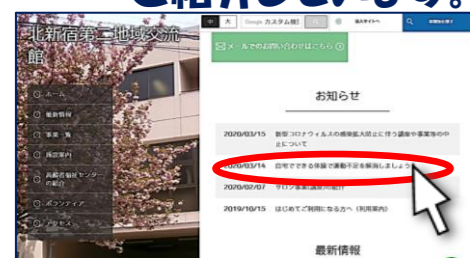 ご紹介しています。
北新宿第二地域交流
館
ホーム
最新情報
事業一覧
施設案内
高齢者福祉センター
の紹介
ボランティア
アクセス
中 大 Google カスタム検索
メールでのお問い合わせはこちら
お知らせ
2020/03/15 新型コロナウィルスの感染拡大防止に伴う講座や事業等の中
止について
2020/03/14 自宅でできる体操で運動不足を解消しましょう
2020/02/07 サロン事業(講座)の紹介
2019/10/15 はじめてご利用になる方へ(利用案内)
最新情報